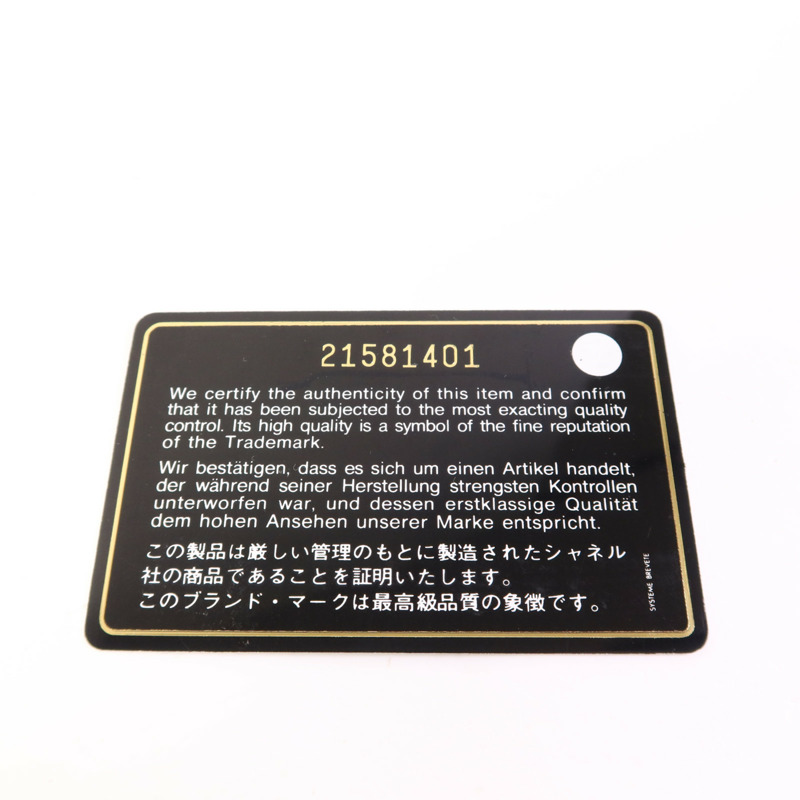 21581401
We certify the authenticity of this item and confirm
that it has been subjected to the most exacting quality
control. Its high quality is a symbol of the fine reputation
of the Trademark.
Wir bestätigen, dass es sich um einen Artikel handelt,
der während seiner Herstellung strengsten Kontrollen
unterworfen war, und dessen erstklassige Qualität
dem hohen Ansehen unserer Marke entspricht.
この製品は厳しい管理のもとに製造されたシャネル
社の商品であることを証明いたします。
このブランド・マークは最高級品質の象徴です。
SYSTEME BREVETE